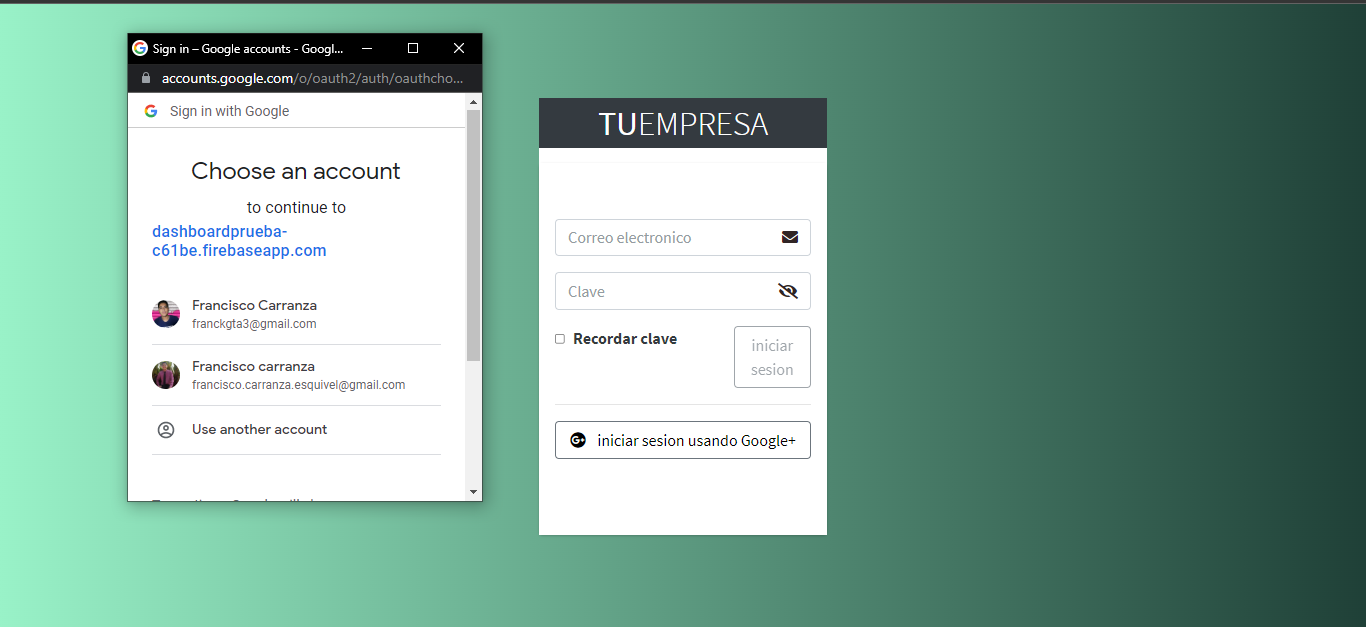 Sign in – Google accounts - Googl...
accounts.google.com/o/oauth2/auth/oauthcho...
Sign in with Google
Choose an account
to continue to
dashboardprueba-
c61be.firebaseapp.com
Francisco Carranza
franckgta3@gmail.com
Francisco carranza
francisco.carranza.esquivel@gmail.com
Use another account
TUEMPRESA
Correo electronico
Clave
Recordar clave
iniciar
sesion
iniciar sesion usando Google+